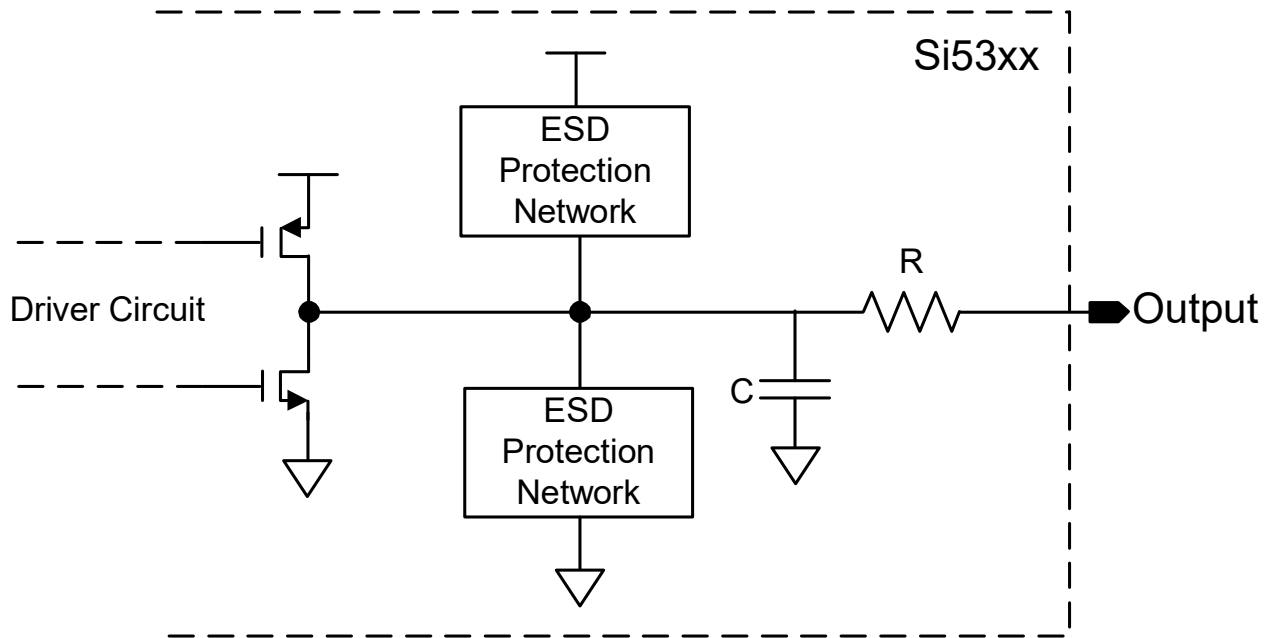 Si53xx
ESD
Protection
Network
R
Driver Circuit
Output
C
ESD
Protection
Network